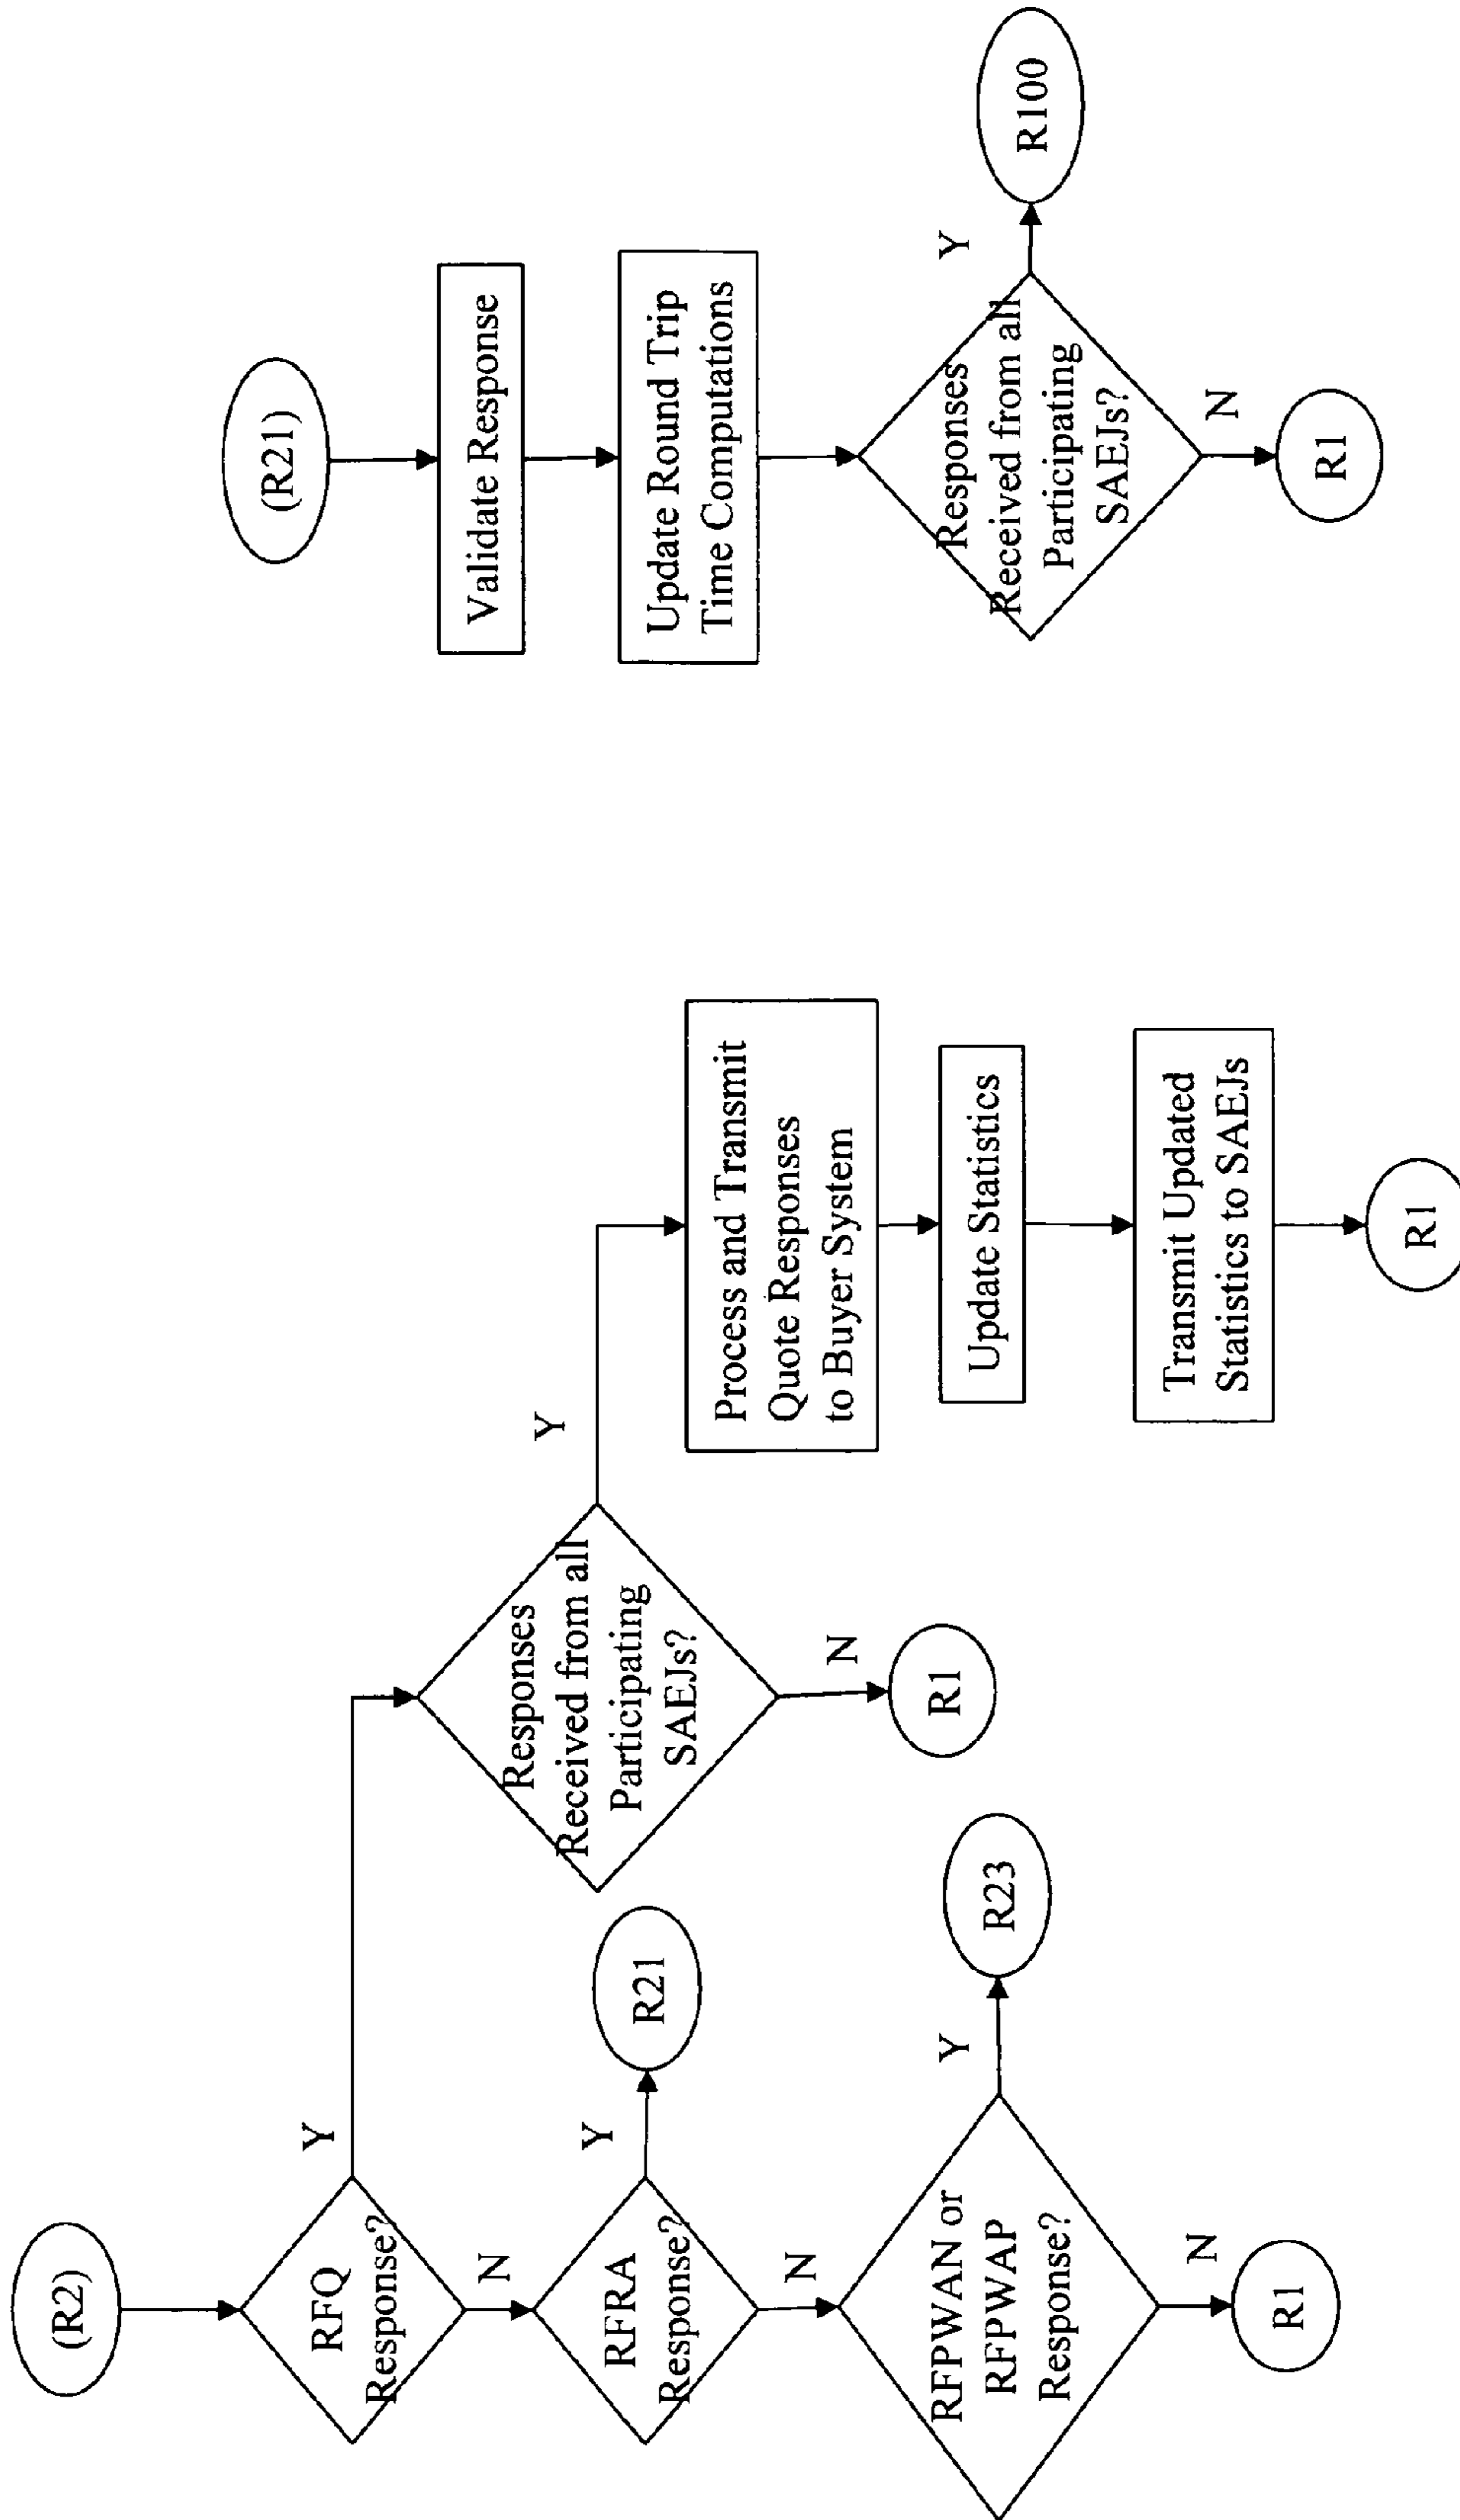 (R2)
RFQ
Response?
Y
N
RFRA
Response?
Y
R21
N
RFPWAN or
RFPWAP
Response?
Y
R23
N
R1
Responses
Received from all
Participating
SAEJs?
Y
N
R1
Process and Transmit
Quote Responses
to Buyer System
Update Statistics
Transmit Updated
Statistics to SAEJs
R1
(R21)
Validate Response
Update Round Trip
Time Computations
Responses
Received from all
Participating
SAEJs?
Y
R100
N
R1